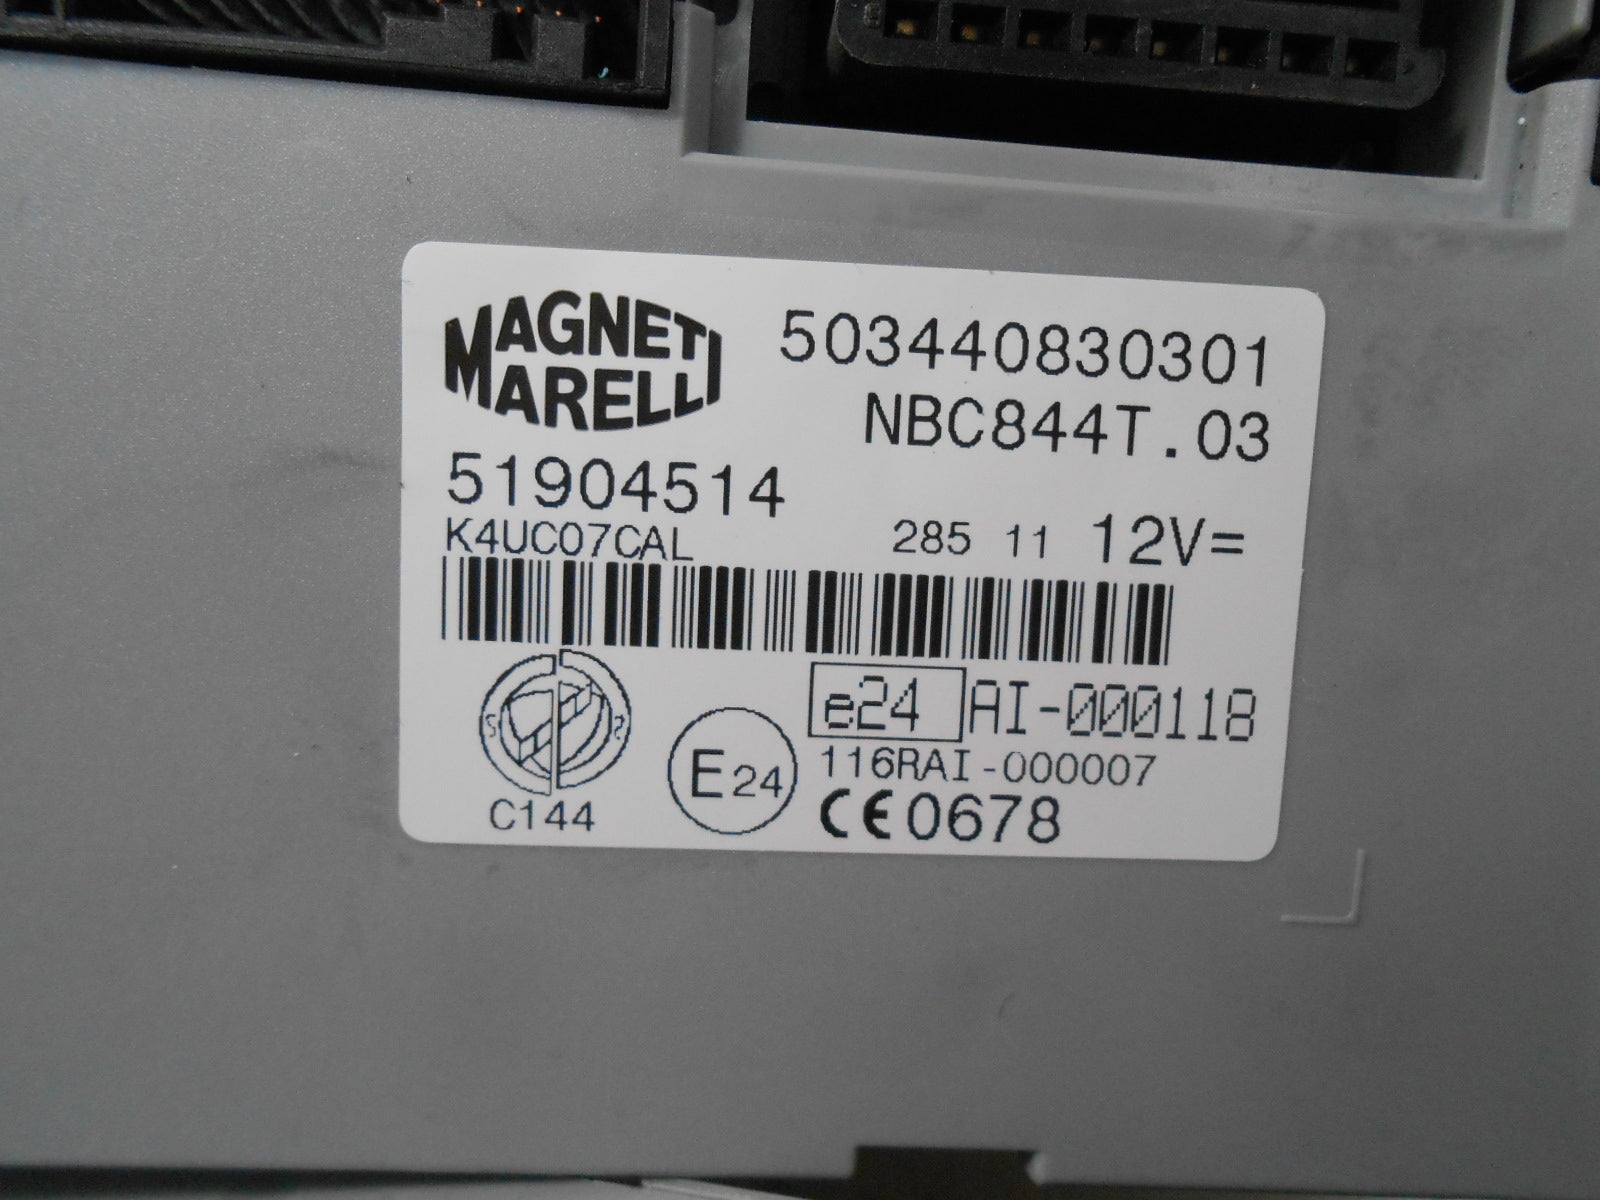 MAGNETI
MARELLI
503440830301
NBC844T.03
51904514
K4UC07CAL 285 11 12V=
e24 AI-000118
E24 116RAI-000007
C144 CE0678